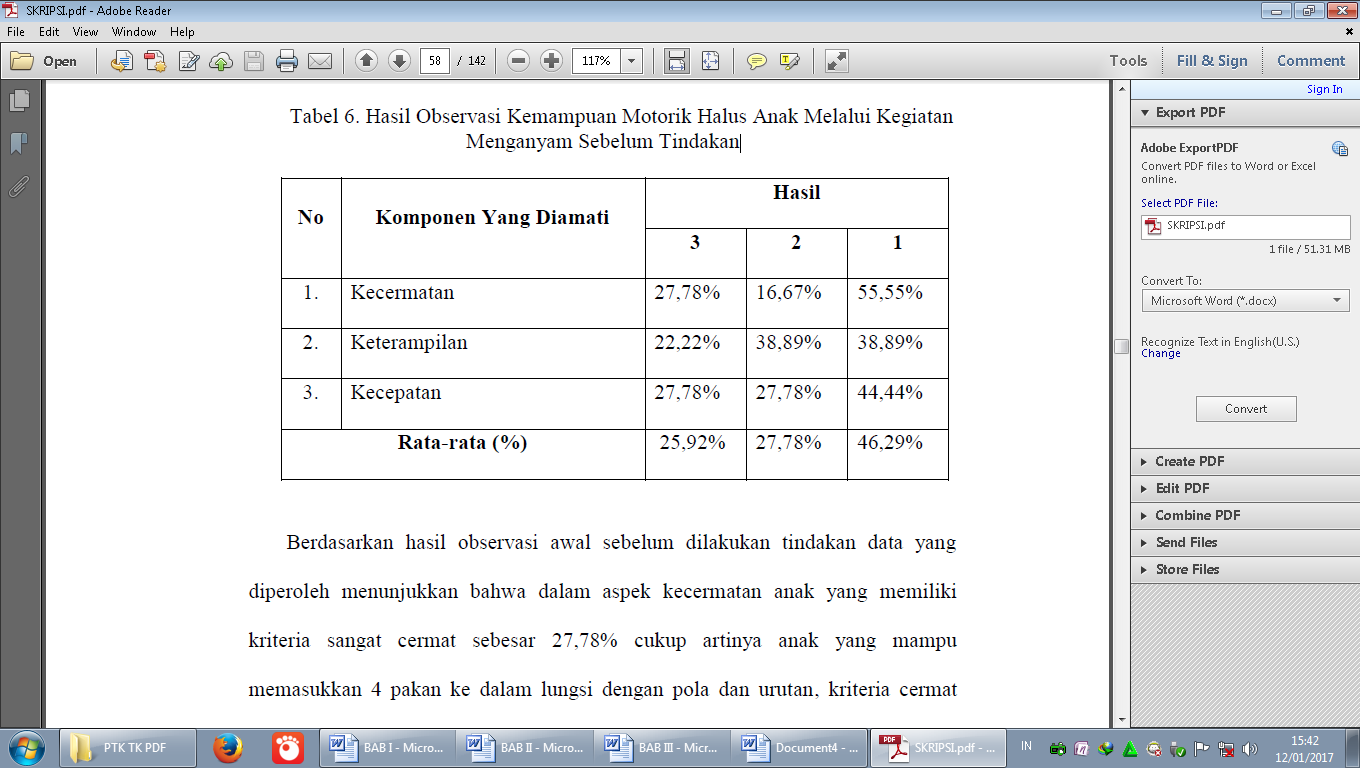 SKRIPSI.pdf - Adobe Reader
File Edit View Window Help
Open 58 / 142 117% Tools Fill & Sign Comment
Tabel 6. Hasil Observasi Kemampuan Motorik Halus Anak Melalui Kegiatan
Menganyam Sebelum Tindakan
No Komponen Yang Diamati Hasil
3 2 1
1. Kecermatan 27,78% 16,67% 55,55%
2. Keterampilan 22,22% 38,89% 38,89%
3. Kecepatan 27,78% 27,78% 44,44%
Rata-rata (%) 25,92% 27,78% 46,29%
Berdasarkan hasil observasi awal sebelum dilakukan tindakan data yang
diperoleh menunjukkan bahwa dalam aspek kecermatan anak yang memiliki
kriteria sangat cermat sebesar 27,78% cukup artinya anak yang mampu
memasukkan 4 pakan ke dalam lungsi dengan pola dan urutan, kriteria cermat
Sign In
Export PDF
Adobe ExportPDF
Convert PDF files to Word or Excel
online.
Select PDF File:
SKRIPSI.pdf
1 file / 51.31 MB
Convert To:
Microsoft Word (*.docx)
Recognize Text in English(U.S.)
Change
Convert
Create PDF
Edit PDF
Combine PDF
Send Files
Store Files
PTK TK PDF
BAB I - Micro...
BAB II - Micro...
BAB III - Micr...
Document4 - ...
SKRIPSI.pdf - ...
IN
15:42
12/01/2017